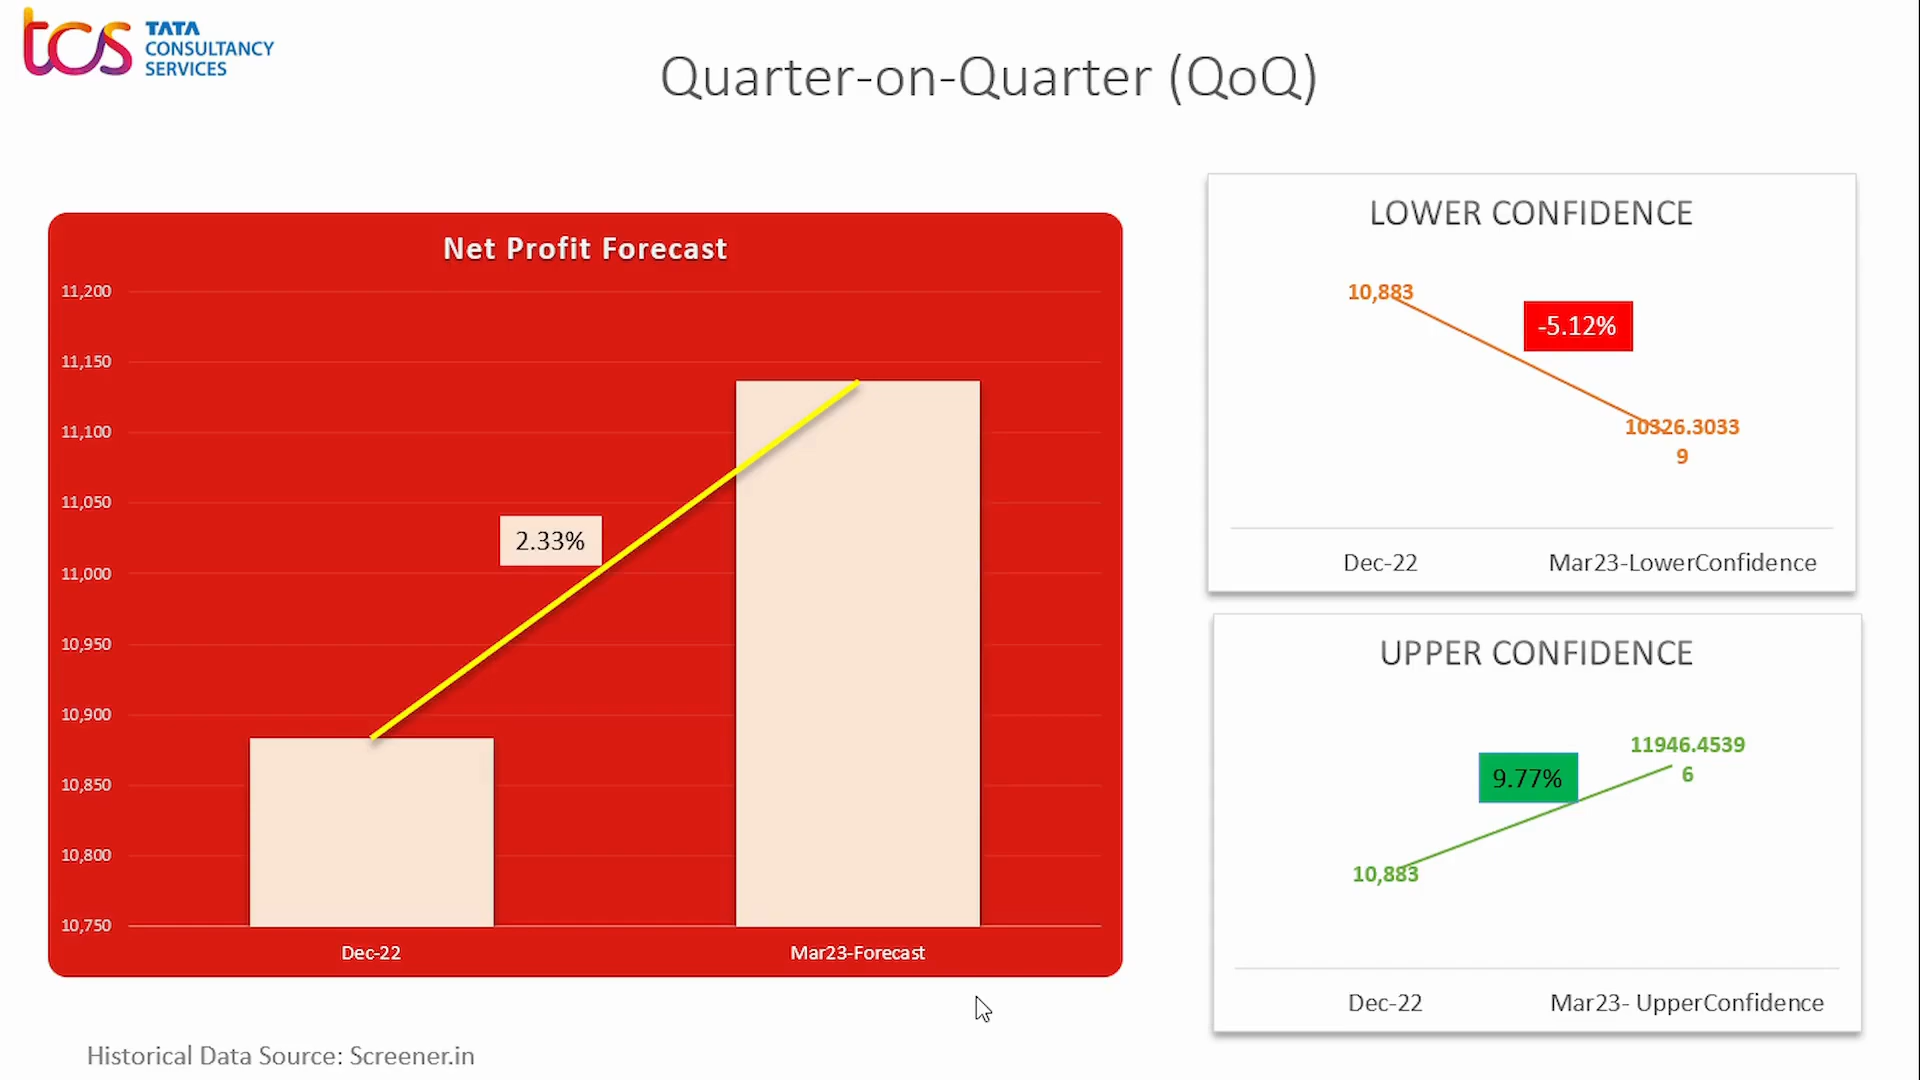 tcs TATA
CONSULTANCY
SERVICES
Quarter-on-Quarter (QoQ)
Net Profit Forecast
11,200
11,150
11,100
11,050
11,000
10,950
10,900
10,850
10,800
10,750
2.33%
Dec-22 Mar23-Forecast
LOWER CONFIDENCE
10,883
-5.12%
10326.3033
9
Dec-22 Mar23-LowerConfidence
UPPER CONFIDENCE
11946.4539
6
9.77%
10,883
Dec-22 Mar23- UpperConfidence
Historical Data Source: Screener.in